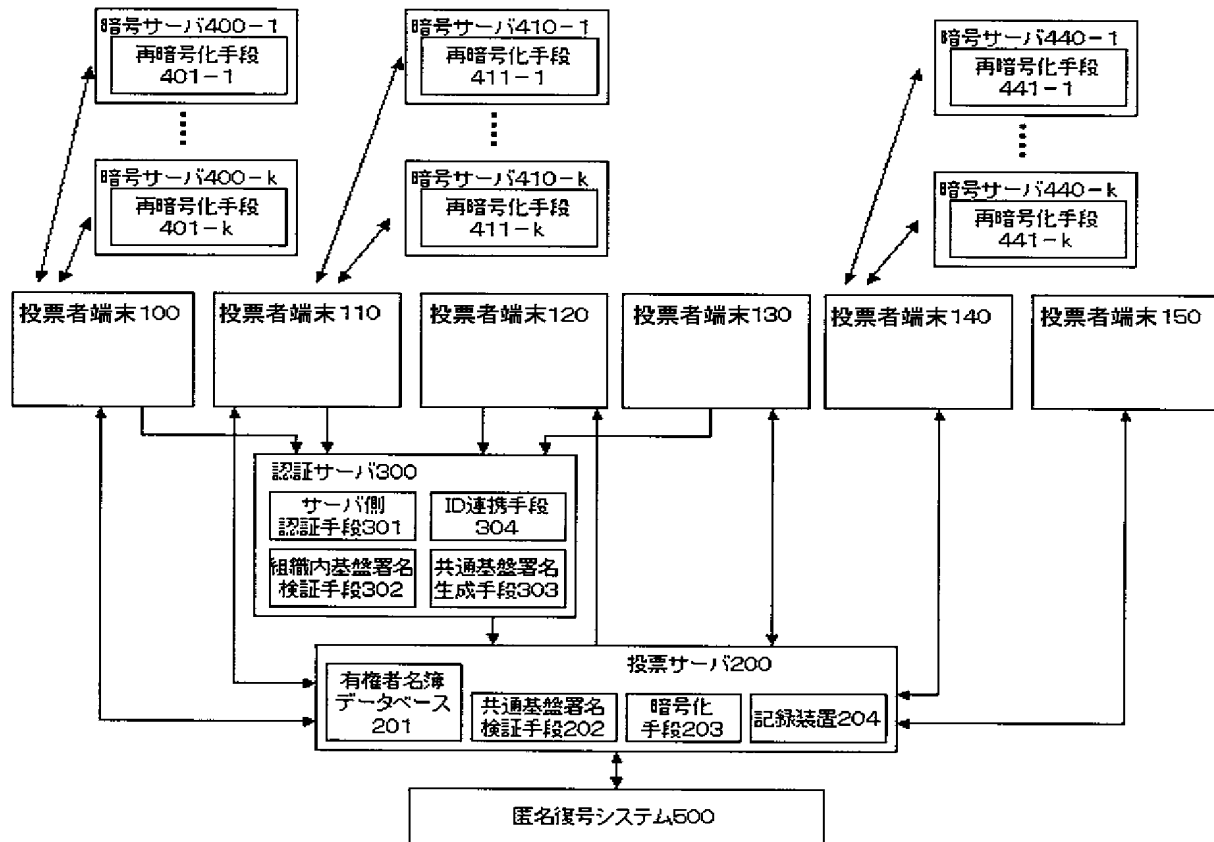 暗号サーバ400-1
再暗号化手段
401-1
暗号サーバ410-1
再暗号化手段
411-1
暗号サーバ440-1
再暗号化手段
441-1
暗号サーバ400-k
再暗号化手段
401-k
暗号サーバ410-k
再暗号化手段
411-k
暗号サーバ440-k
再暗号化手段
441-k
投票者端末100
投票者端末110
投票者端末120
投票者端末130
投票者端末140
投票者端末150
認証サーバ300
サーバ側
認証手段301
ID連携手段
304
組織内基盤署名
検証手段302
共通基盤署名
生成手段303
投票サーバ200
有権者名簿
データベース
201
共通基盤署名
検証手段202
暗号化
手段203
記録装置204
匿名復号システム500